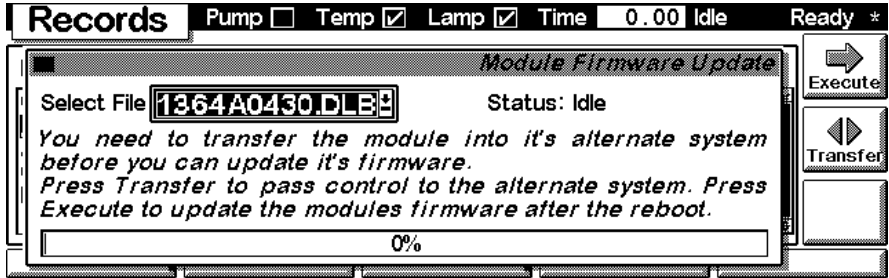 Records Pump Temp Lamp Time 0.00 Idle Ready *
Module Firmware Update
Execute
Select File 1364A0430.DLB Status: Idle
You need to transfer the module into it's alternate system
before you can update it's firmware.
Press Transfer to pass control to the alternate system. Press
Execute to update the modules firmware after the reboot.
Transfer
0%